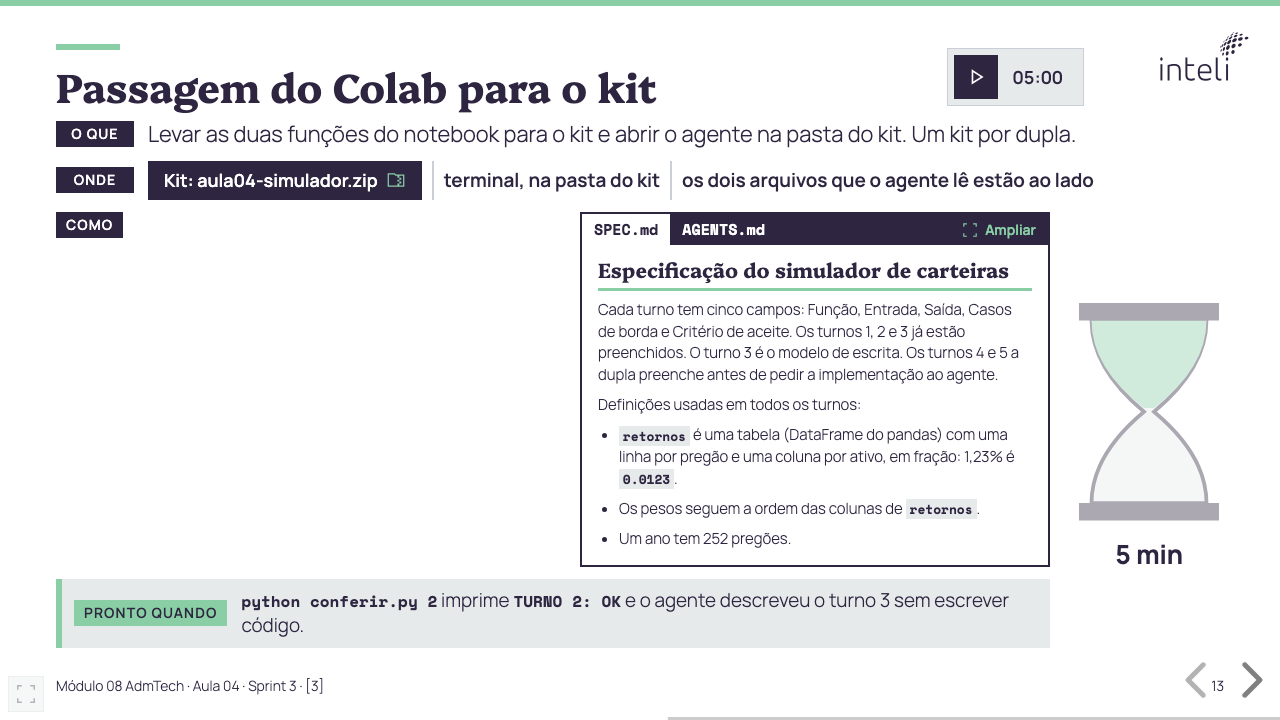 Passagem do Colab para o kit
05:00
inteli
O QUE
Levar as duas funções do notebook para o kit e abrir o agente na pasta do kit. Um kit por dupla.
ONDE
Kit: aula04-simulador.zip
terminal, na pasta do kit
os dois arquivos que o agente lê estão ao lado
COMO
SPEC.md
AGENTS.md
Ampliar
Especificação do simulador de carteiras
Cada turno tem cinco campos: Função, Entrada, Saída, Casos
de borda e Critério de aceite. Os turnos 1, 2 e 3 já estão
preenchidos. O turno 3 é o modelo de escrita. Os turnos 4 e 5 a
dupla preenche antes de pedir a implementação ao agente.
Definições usadas em todos os turnos:
• retornos é uma tabela (DataFrame do pandas) com uma
linha por pregão e uma coluna por ativo, em fração: 1,23% é
0.0123.
• Os pesos seguem a ordem das colunas de retornos.
• Um ano tem 252 pregões.
5 min
PRONTO QUANDO
python conferir.py 2 imprime TURNO 2: OK e o agente descreveu o turno 3 sem escrever
código.
Módulo 08 AdmTech · Aula 04 · Sprint 3 · [3]
13